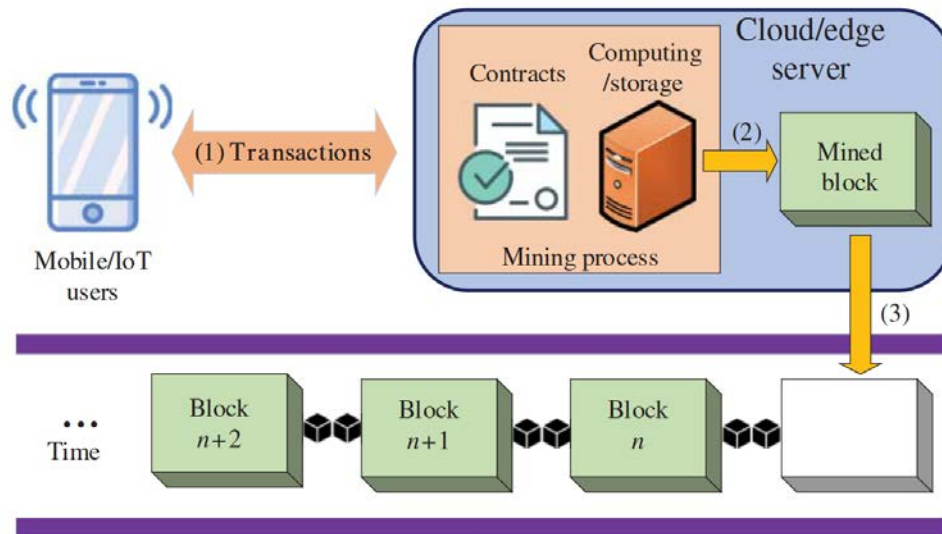 Cloud/edge
server
Contracts
Computing
/storage
(1) Transactions
(2)
Mined
block
Mining process
Mobile/IoT
users
(3)
...
Time
Block
n+2
Block
n+1
Block
n